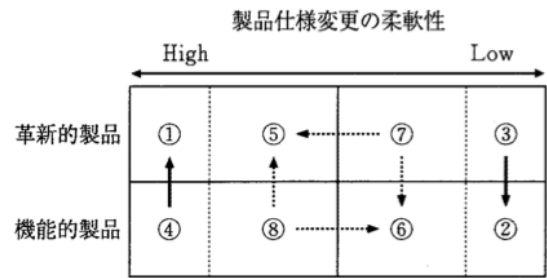 製品仕様変更の柔軟性
High Low
革新的製品 ① ⑤ ⑦ ③
機能的製品 ④ ⑧ ⑥ ②